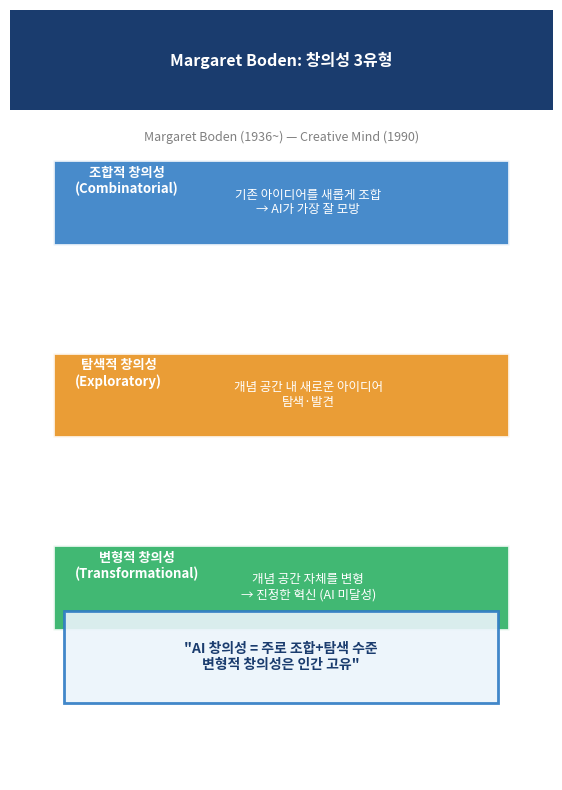 Margaret Boden: 창의성 3유형
Margaret Boden (1936~) — Creative Mind (1990)
조합적 창의성
(Combinatorial)
기존 아이디어를 새롭게 조합
→ AI가 가장 잘 모방
탐색적 창의성
(Exploratory)
개념 공간 내 새로운 아이디어
탐색·발견
변형적 창의성
(Transformational)
개념 공간 자체를 변형
→ 진정한 혁신 (AI 미달성)
"AI 창의성 = 주로 조합+탐색 수준
변형적 창의성은 인간 고유"